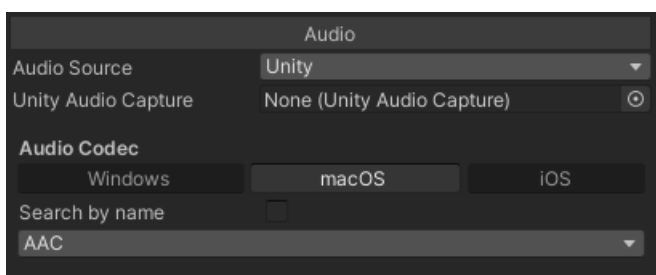 Audio
Audio Source Unity
Unity Audio Capture None (Unity Audio Capture)
Audio Codec
Windows macOS iOS
Search by name
AAC